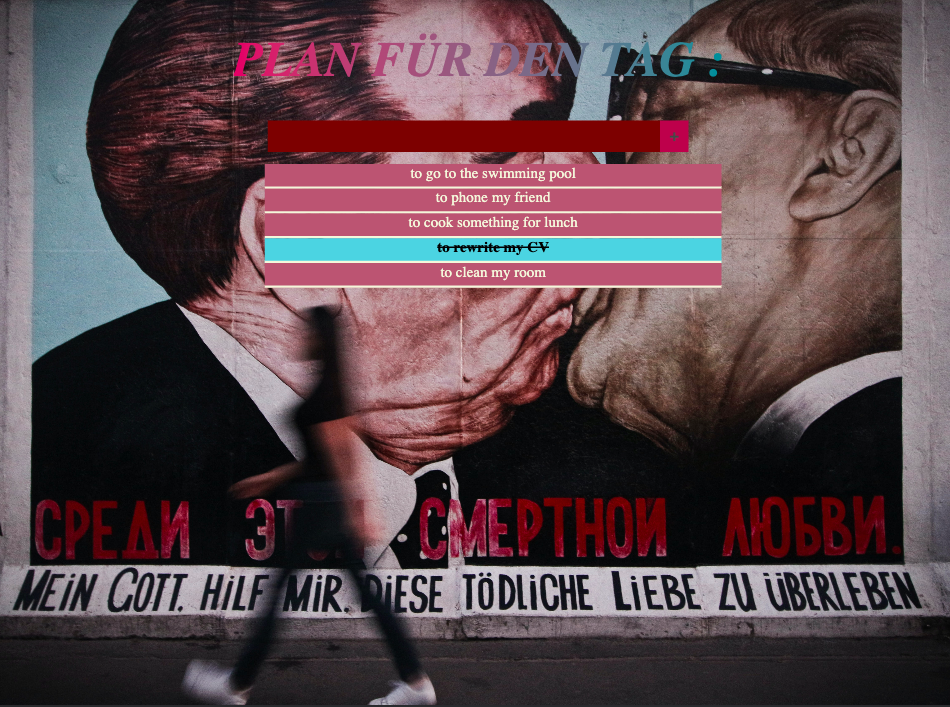 PLAN FÜR DEN TAG :
+
to go to the swimming pool
to phone my friend
to cook something for lunch
to rewrite my CV
to clean my room
СРЕДИ СМЕРТНОЙ ЛЮБВИ.
MEIN GOTT. HILF MIR. DIESE TÖDLICHE LIEBE ZU ÜBERLEBEN